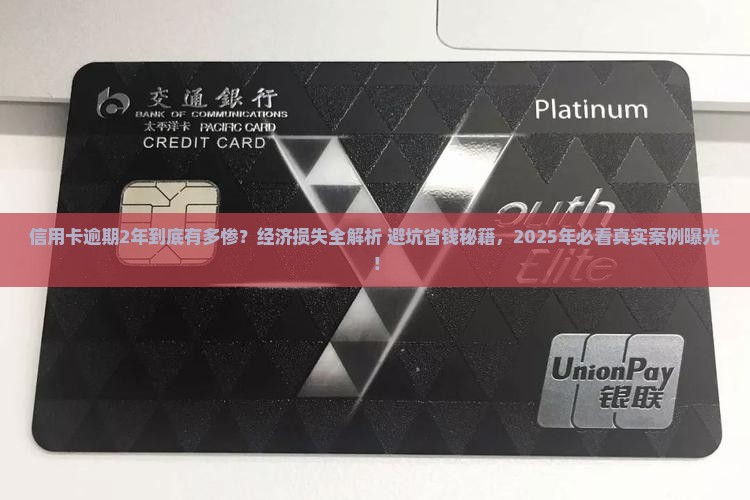 交通銀行
BANK OF COMMUNICATIONS
太平洋卡 PACIFIC CARD
CREDIT CARD
Platinum
outh
信用卡逾期2年到底有多惨？经济损失全解析 避坑省钱秘籍，2025年必看真实案例曝光
！
Elite
UnionPay
银联